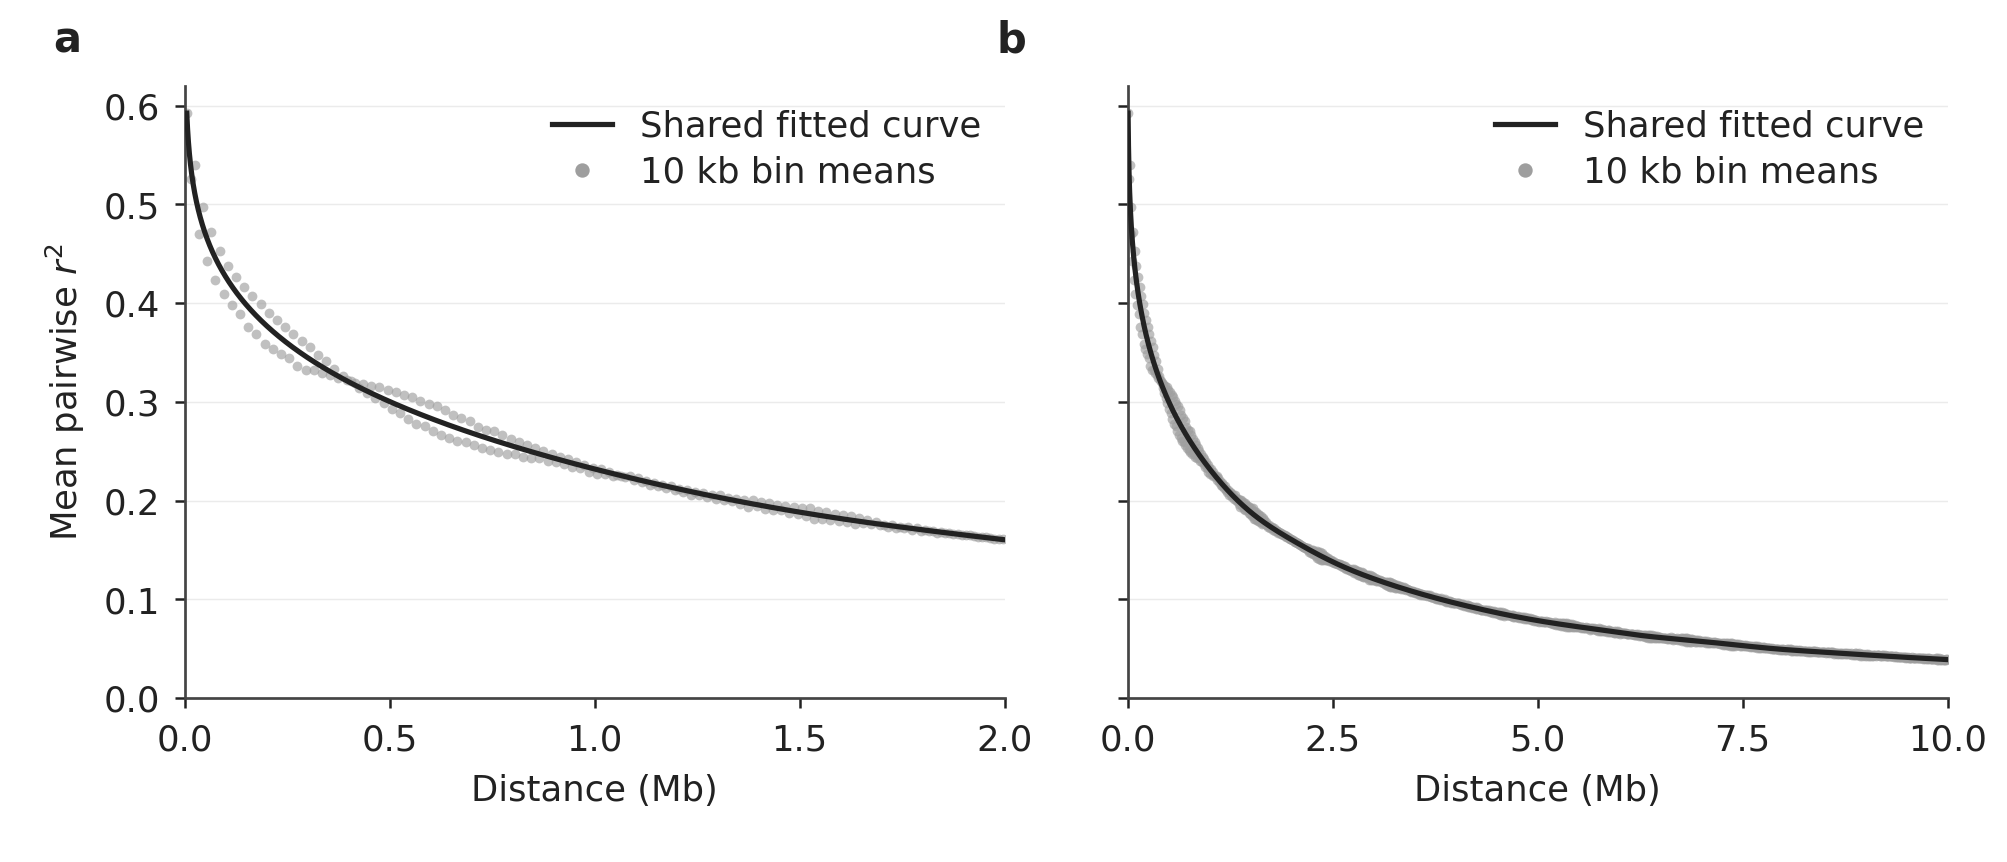 a
Mean pairwise r²
0.6
0.5
0.4
0.3
0.2
0.1
0.0
Shared fitted curve
10 kb bin means
0.0 0.5 1.0 1.5 2.0
Distance (Mb)
b
Shared fitted curve
10 kb bin means
0.0 2.5 5.0 7.5 10.0
Distance (Mb)